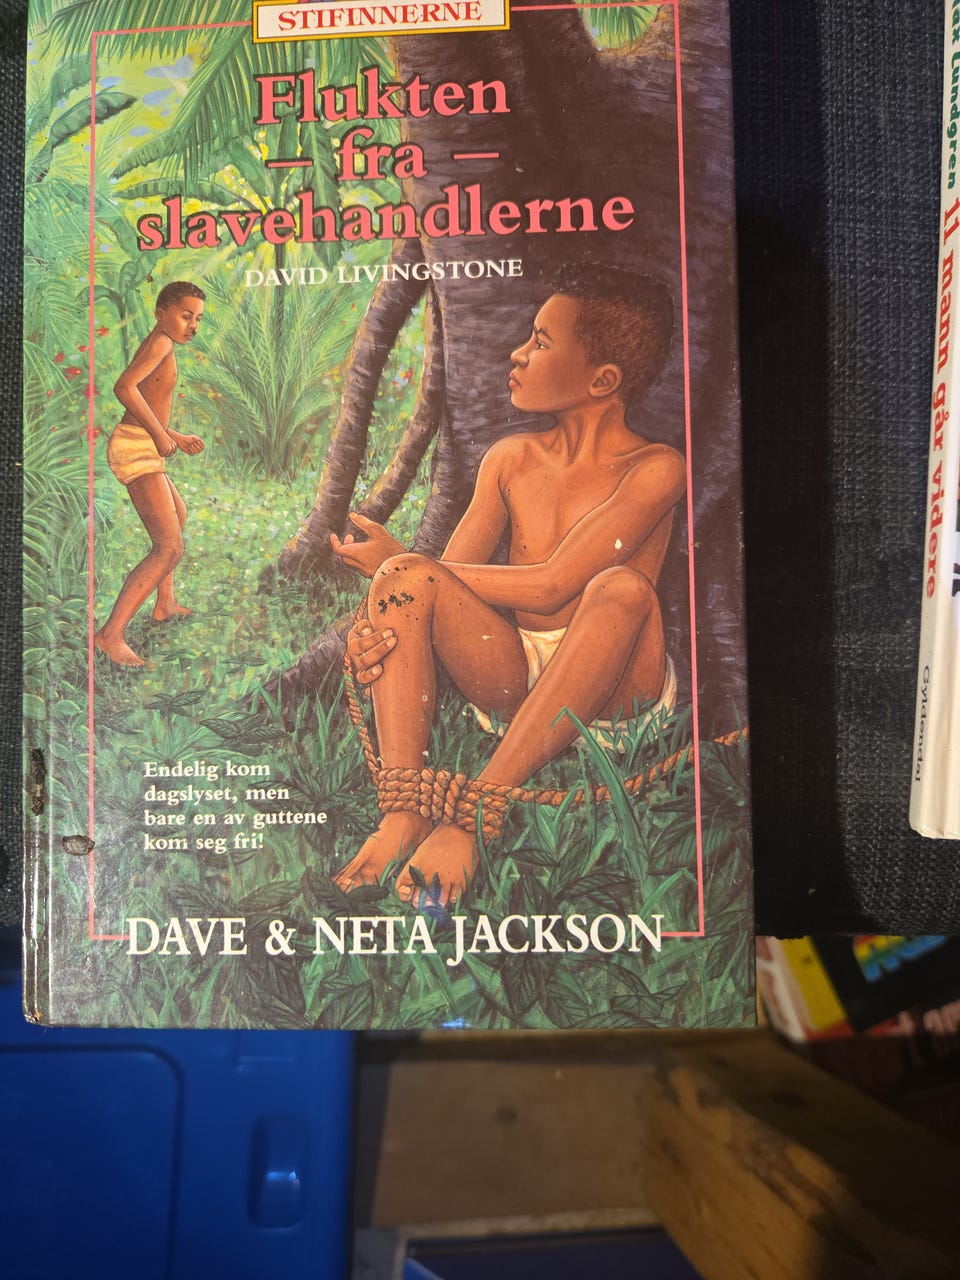 STIFINNERNE
Flukten
— fra —
slavehandlerne
DAVID LIVINGSTONE
Endelig kom
dagslyset, men
bare en av guttene
kom seg fri!
DAVE & NETA JACKSON
Lundgren 11 mann går videre
Gyldendal